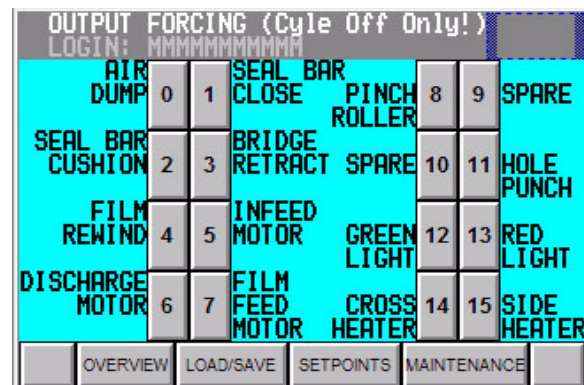 OUTPUT FORCING (Cyle Off Only!)
LOGIN: MMMMMMMMMM
AIR DUMP 0 1 SEAL BAR CLOSE PINCH ROLLER 8 9 SPARE
SEAL BAR CUSHION 2 3 BRIDGE RETRACT SPARE 10 11 HOLE PUNCH
FILM REWIND 4 5 INFEED MOTOR GREEN LIGHT 12 13 RED LIGHT
DISCHARGE MOTOR 6 7 FILM FEED MOTOR CROSS HEATER 14 15 SIDE HEATER
OVERVIEW LOAD/SAVE SETPOINTS MAINTENANCE